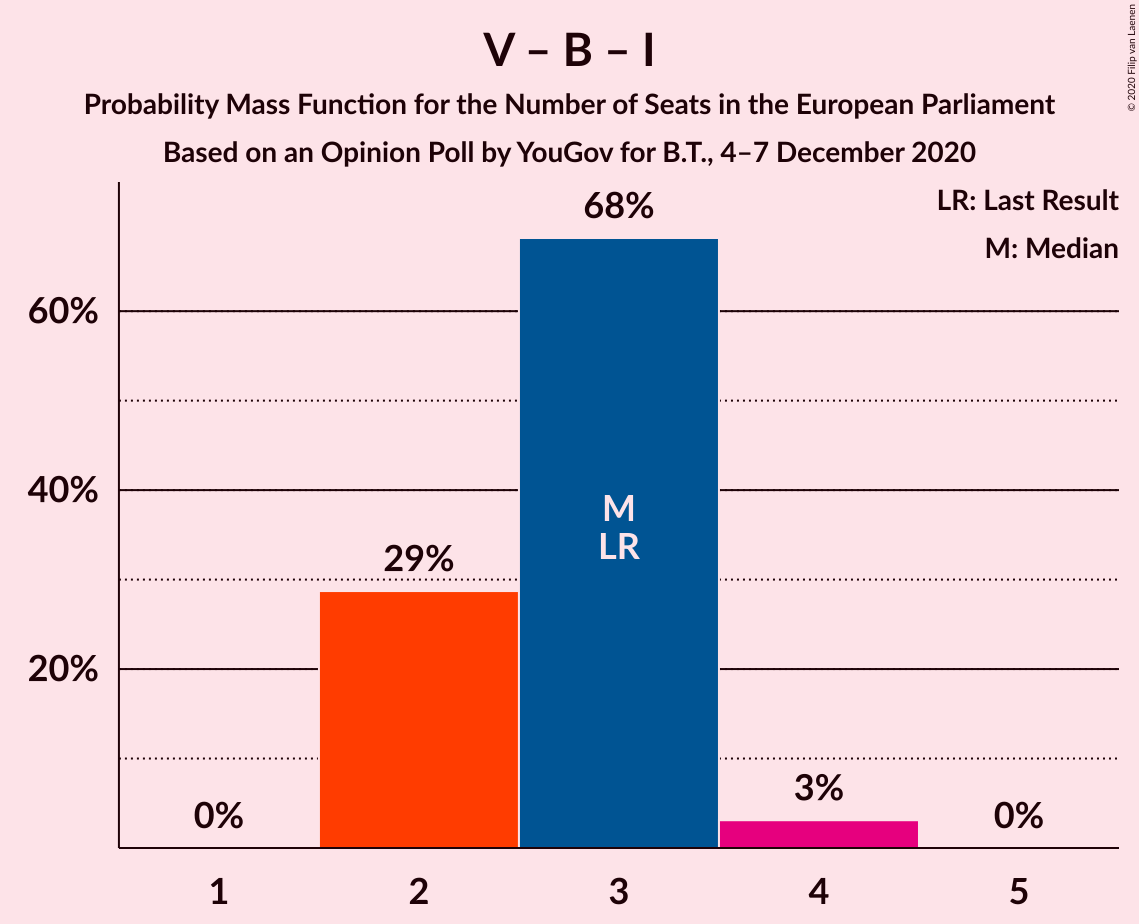 V – B – I
Probability Mass Function for the Number of Seats in the European Parliament
Based on an Opinion Poll by YouGov for B.T., 4–7 December 2020
© 2020 Filip van Laenen
LR: Last Result
M: Median
68%
60%
40%
M
LR
29%
20%
3%
0%
0%
1
2
3
4
5